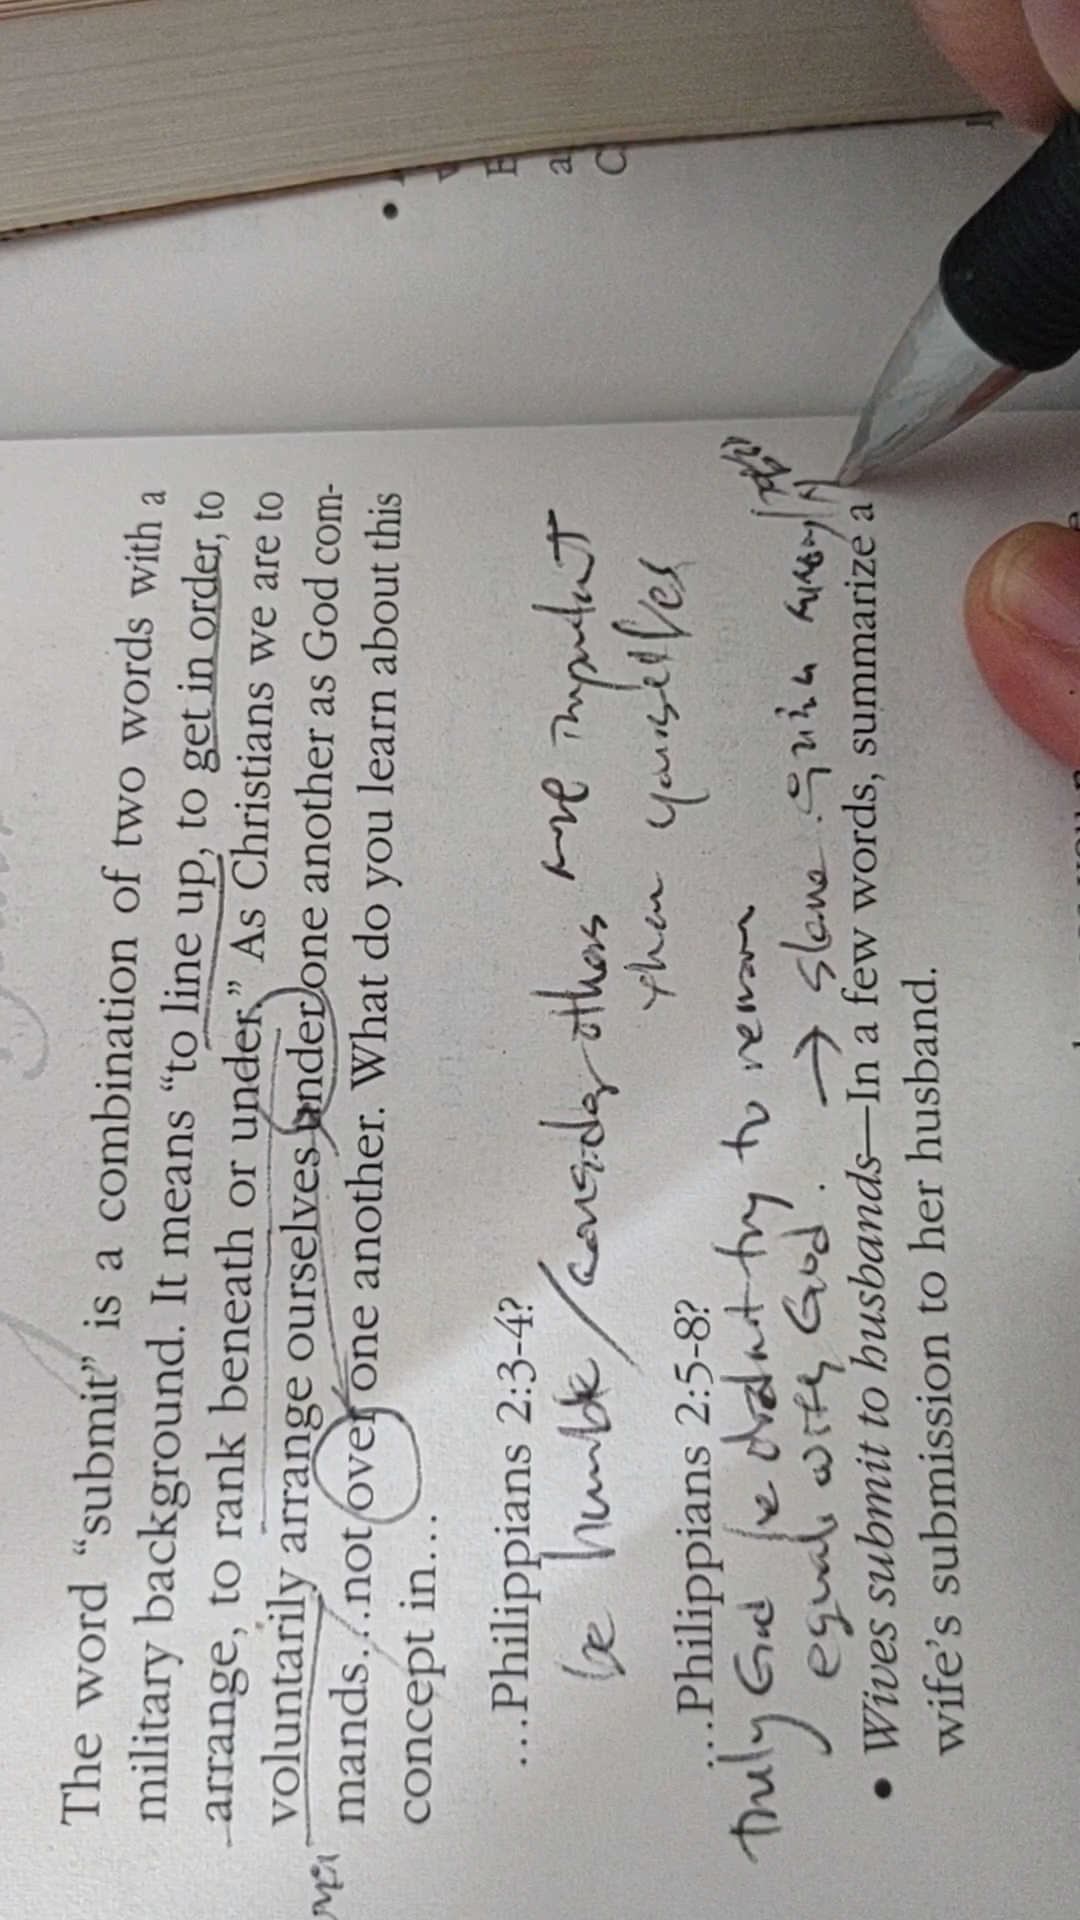 The word “submit” is a combination of two words with a
military background. It means “to line up, to get in order, to
arrange, to rank beneath or under.” As Christians we are to
voluntarily arrange ourselves under one another as God com-
mands…not over one another. What do you learn about this
concept in…
…Philippians 2:3-4?
be humble / consider others more important
than yourselves
…Philippians 2:5-8?
truly God he did not try to remain
equal with God. → slave.
• Wives submit to husbands—In a few words, summarize a
wife’s submission to her husband.